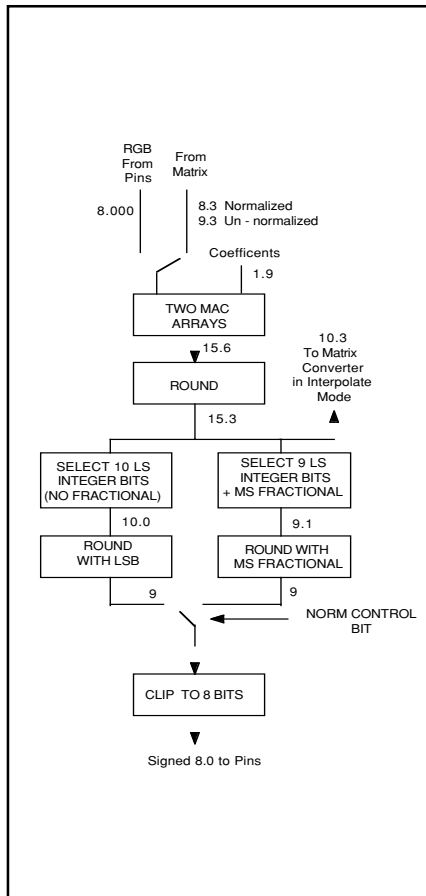 RGB
From
Pins
From
Matrix
8.000
8.3 Normalized
9.3 Un - normalized
Coefficents
1.9
TWO MAC
ARRAYS
15.6
10.3
To Matrix
Converter
in Interpolate
Mode
ROUND
15.3
SELECT 10 LS
INTEGER BITS
(NO FRACTIONAL)
SELECT 9 LS
INTEGER BITS
+ MS FRACTIONAL
10.0
9.1
ROUND
WITH LSB
ROUND WITH
MS FRACTIONAL
9
9
NORM CONTROL
BIT
CLIP TO 8 BITS
Signed 8.0 to Pins